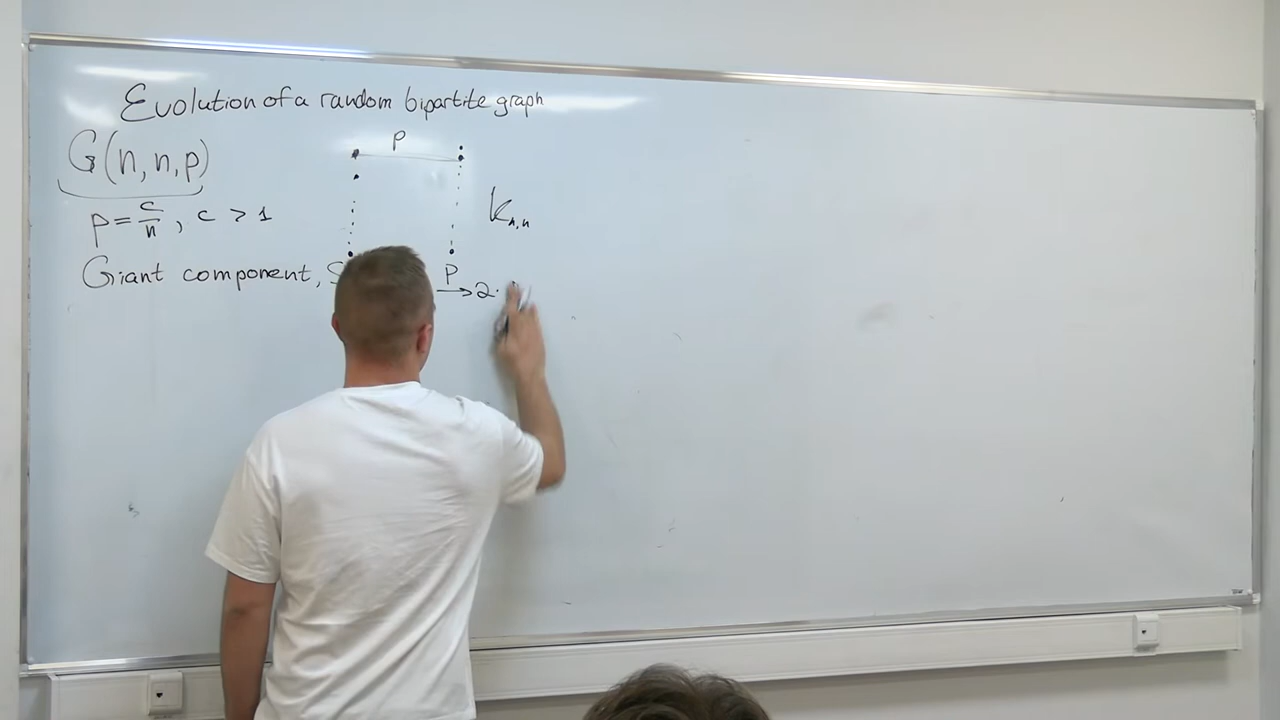 Evolution of a random bipartite graph
G(n, n, p)
p
K_{n,n}
p = c/n, c > 1
Giant component, S
P
→ 2·